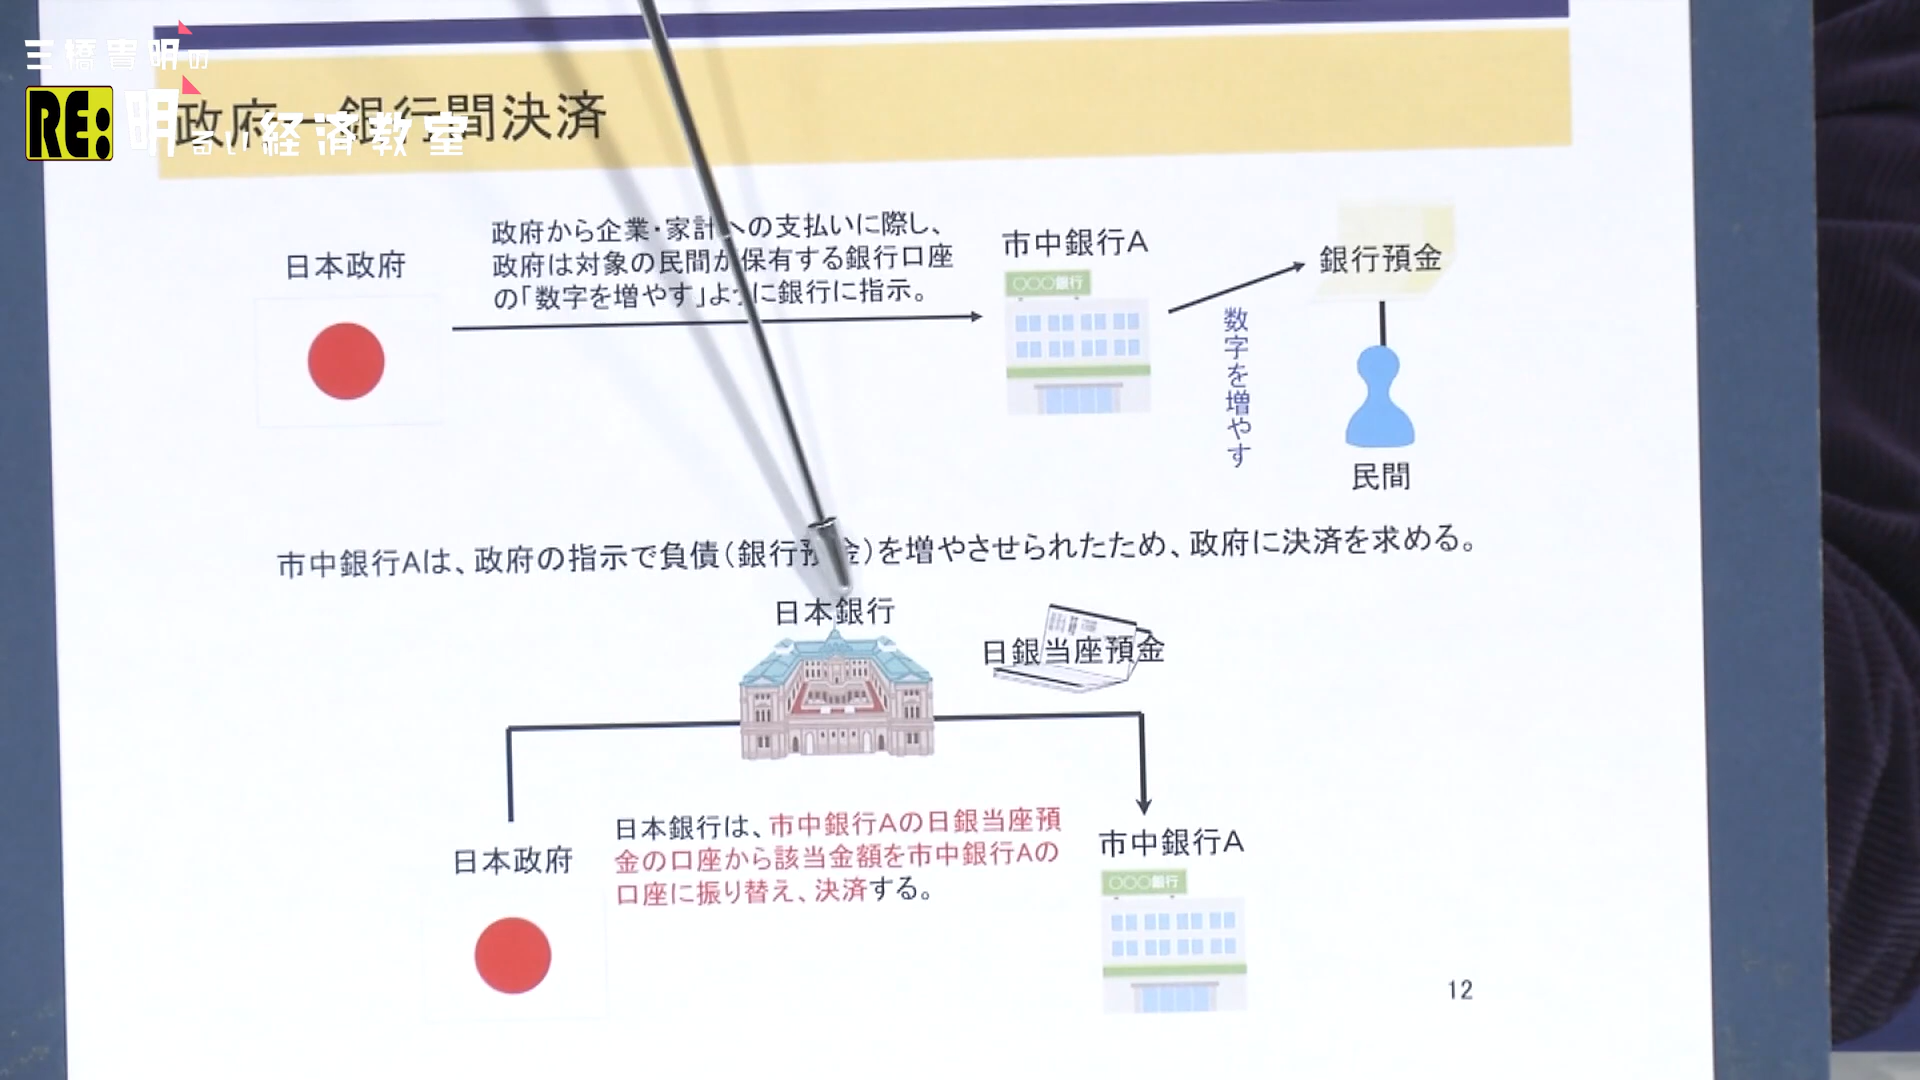 三橋貴明の
RE:明るい経済教室
政府―銀行間決済
日本政府
政府から企業・家計への支払いに際し、
政府は対象の民間が保有する銀行口座
の「数字を増やす」ように銀行に指示。
市中銀行A
〇〇〇銀行
数字を増やす
銀行預金
民間
市中銀行Aは、政府の指示で負債（銀行預金）を増やさせられたため、政府に決済を求める。
日本銀行
日銀当座預金
日本政府
日本銀行は、市中銀行Aの日銀当座預
金の口座から該当金額を市中銀行Aの
口座に振り替え、決済する。
市中銀行A
〇〇〇銀行
12